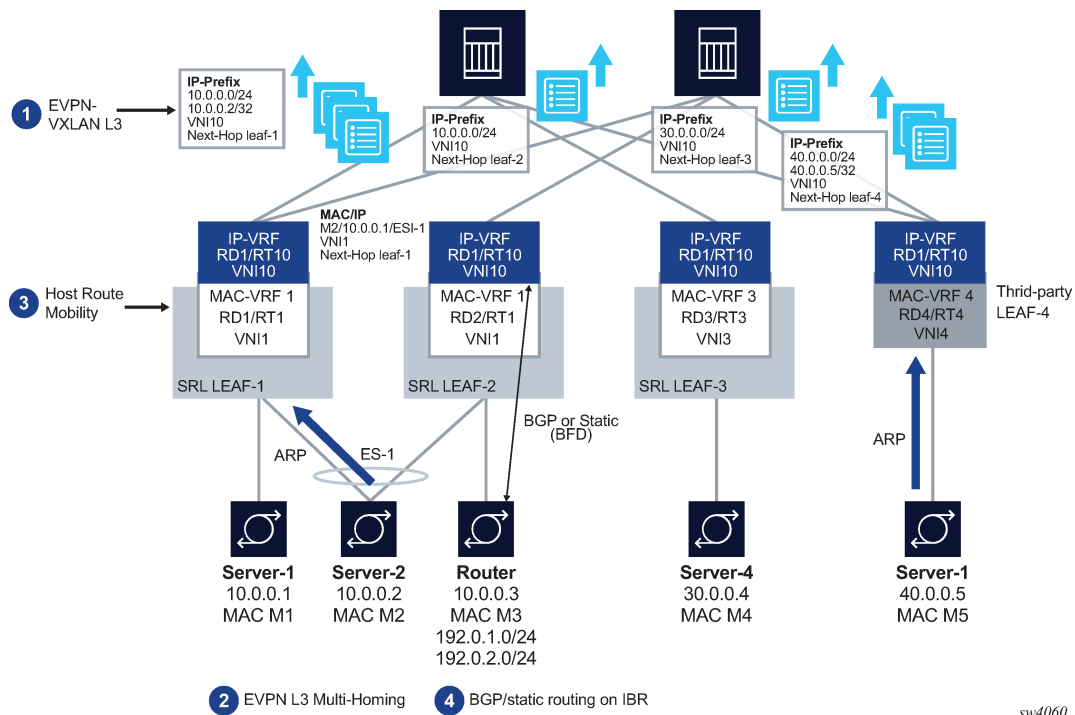 1
EVPN-
VXLAN L3
IP-Prefix
10.0.0.0/24
10.0.0.2/32
VNI10
Next-Hop leaf-1
IP-Prefix
10.0.0.0/24
VNI10
Next-Hop leaf-2
IP-Prefix
30.0.0.0/24
VNI10
Next-Hop leaf-3
IP-Prefix
40.0.0.0/24
40.0.0.5/32
VNI10
Next-Hop leaf-4
MAC/IP
M2/10.0.0.1/ESI-1
VNI1
Next-Hop leaf-1
IP-VRF
RD1/RT10
VNI10
IP-VRF
RD1/RT10
VNI10
IP-VRF
RD1/RT10
VNI10
IP-VRF
RD1/RT10
VNI10
3
Host Route
Mobility
MAC-VRF 1
RD1/RT1
VNI1
SRL LEAF-1
MAC-VRF 1
RD2/RT1
VNI1
SRL LEAF-2
MAC-VRF 3
RD3/RT3
VNI3
SRL LEAF-3
MAC-VRF 4
RD4/RT4
VNI4
Thrid-party
LEAF-4
BGP or Static
(BFD)
ARP
ES-1
ARP
Server-1
10.0.0.1
MAC M1
Server-2
10.0.0.2
MAC M2
Router
10.0.0.3
MAC M3
192.0.1.0/24
192.0.2.0/24
Server-4
30.0.0.4
MAC M4
Server-1
40.0.0.5
MAC M5
2
EVPN L3 Multi-Homing
4
BGP/static routing on IBR
sw4060